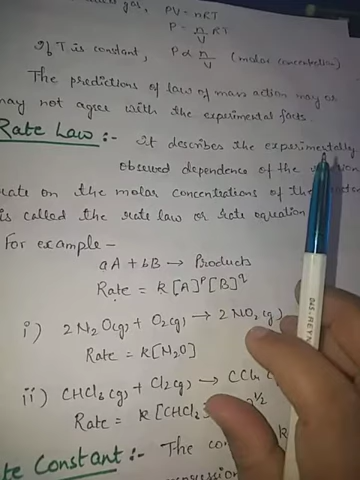 gas, PV = nRT
P = n/V RT
If T is constant, P ∝ n/V (molar concentration)
The predictions of law of mass action may or
may not agree with the experimental facts.
Rate Law :- It describes the experimentally
observed dependence of the
rate on the molar concentrations of the
is called the rate law or rate equation
For example -
aA + bB → Products
Rate = k[A]^p [B]^q
i) 2N2O(g) + O2(g) → 2NO2(g)
Rate = k[N2O]
ii) CHCl3(g) + Cl2(g) → CCl4
Rate = k[CHCl3] 1/2
Constant :- The